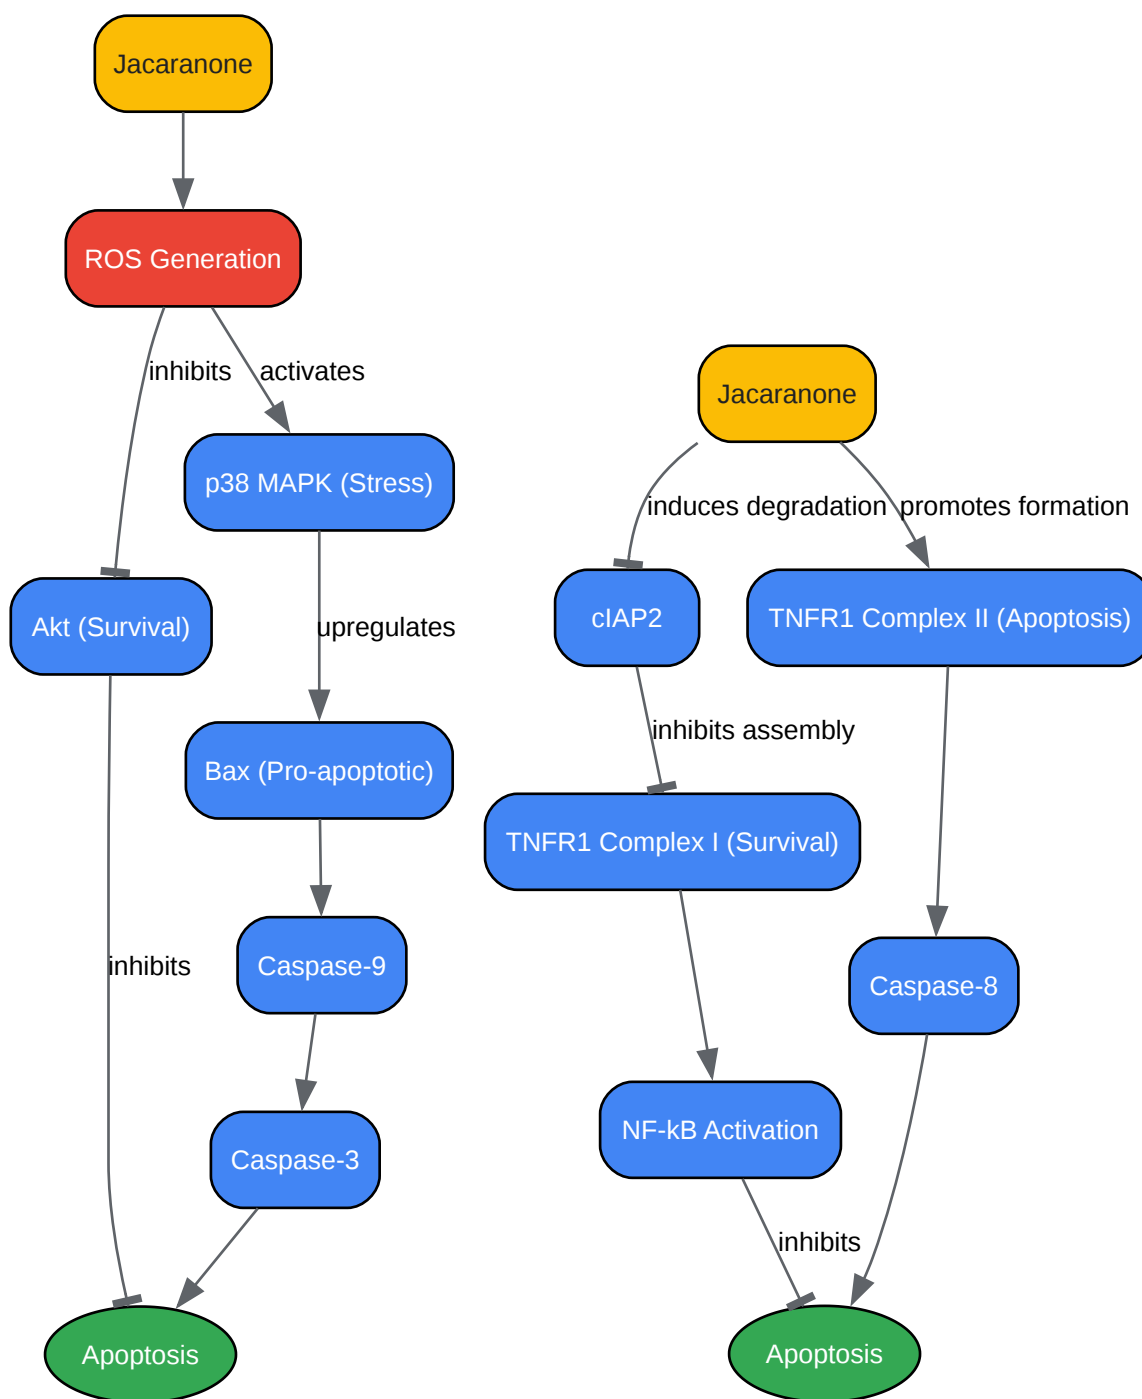 Jacaranone
ROS Generation
inhibits
activates
p38 MAPK (Stress)
Akt (Survival)
upregulates
Bax (Pro-apoptotic)
Caspase-9
inhibits
Caspase-3
Apoptosis
Jacaranone
induces degradation
promotes formation
cIAP2
TNFR1 Complex II (Apoptosis)
inhibits assembly
TNFR1 Complex I (Survival)
Caspase-8
NF-kB Activation
inhibits
Apoptosis